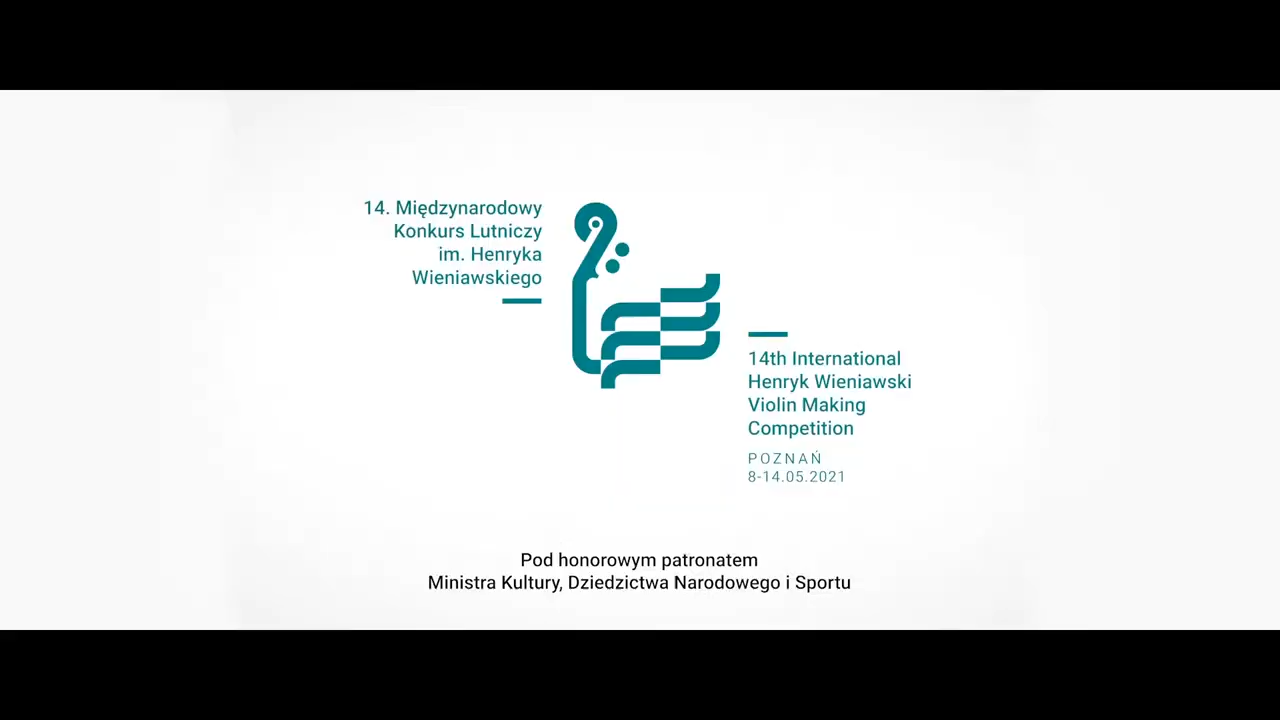 14. Międzynarodowy
Konkurs Lutniczy
im. Henryka
Wieniawskiego
14th International
Henryk Wieniawski
Violin Making
Competition
POZNAŃ
8-14.05.2021
Pod honorowym patronatem
Ministra Kultury, Dziedzictwa Narodowego i Sportu